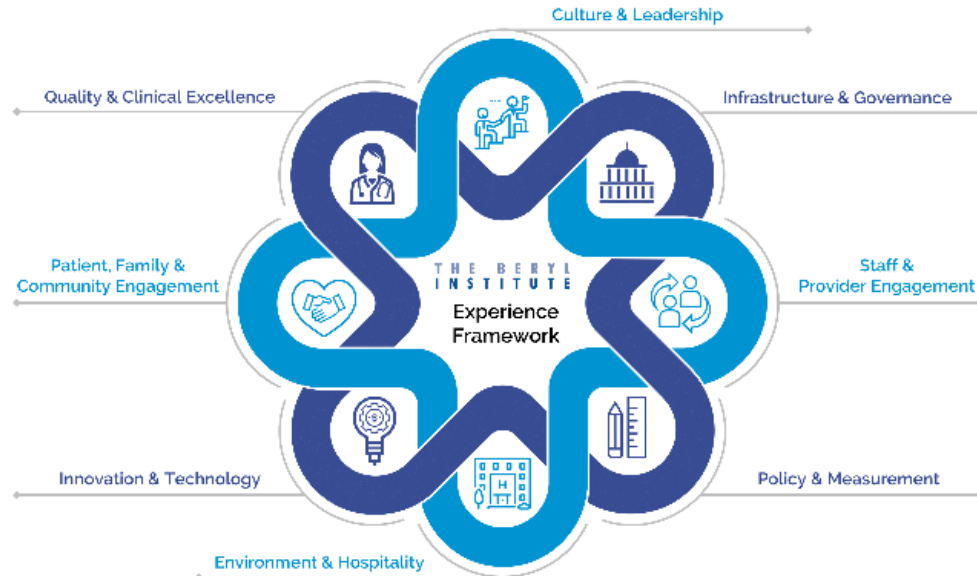 Culture & Leadership
Quality & Clinical Excellence
Infrastructure & Governance
Patient, Family &
Community Engagement
THE BERYL
INSTITUTE
Experience
Framework
Staff &
Provider Engagement
Innovation & Technology
Policy & Measurement
H
Environment & Hospitality